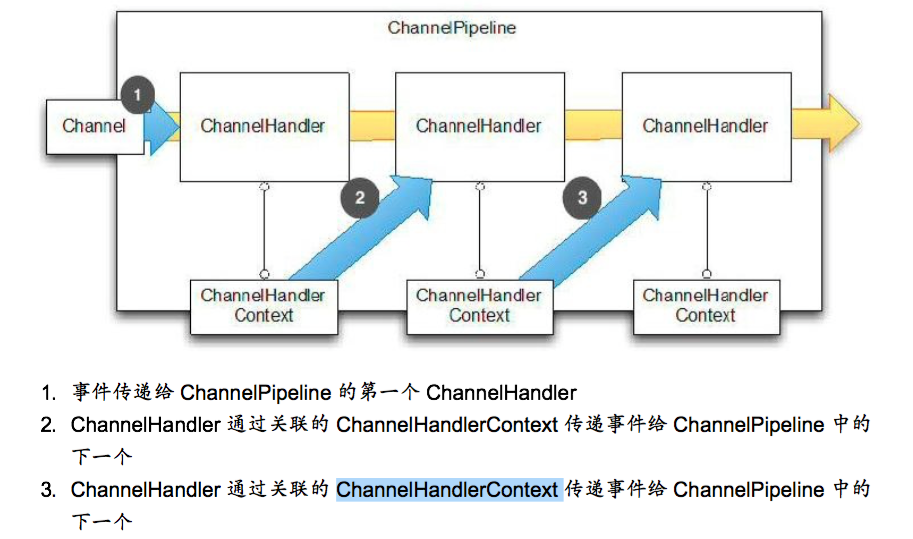 ChannelPipeline
1
Channel
ChannelHandler
ChannelHandler
ChannelHandler
2
3
ChannelHandler
Context
ChannelHandler
Context
ChannelHandler
Context
1. 事件传递给 ChannelPipeline 的第一个 ChannelHandler
2. ChannelHandler 通过关联的 ChannelHandlerContext 传递事件给 ChannelPipeline 中的
下一个
3. ChannelHandler 通过关联的 ChannelHandlerContext 传递事件给 ChannelPipeline 中的
下一个